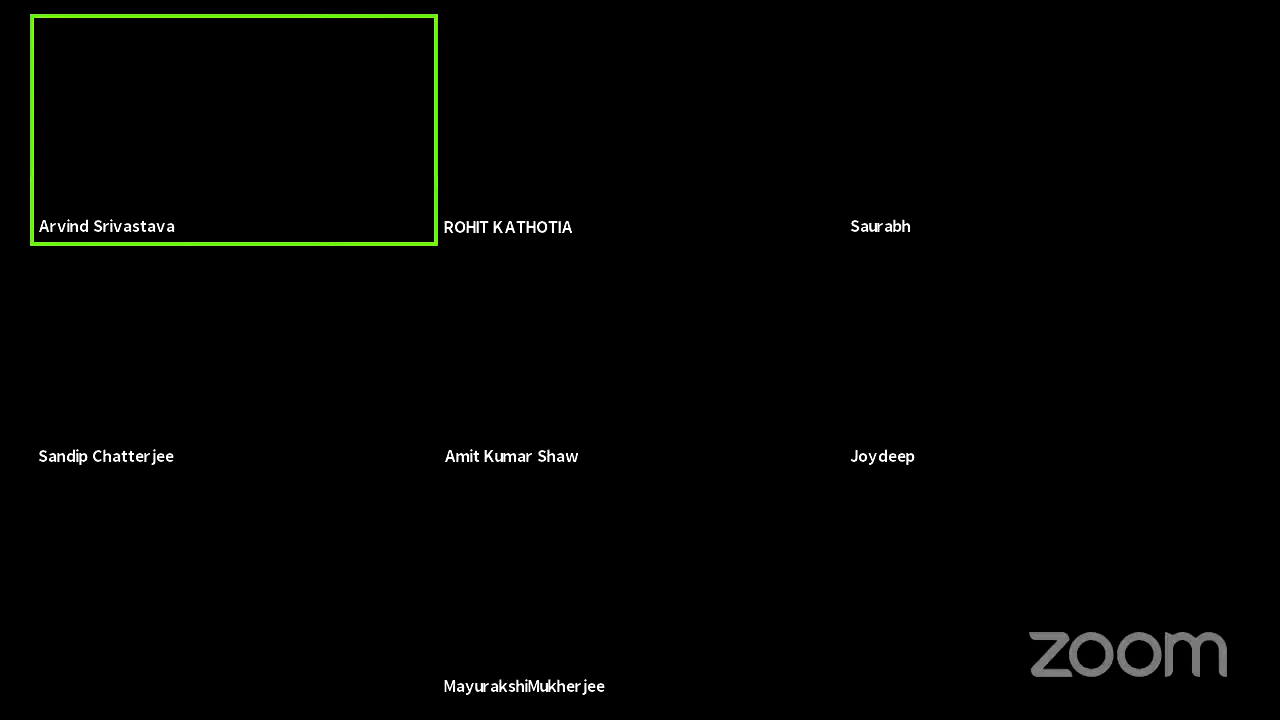 Arvind Srivastava
ROHIT KATHOTIA
Saurabh
Sandip Chatterjee
Amit Kumar Shaw
Joydeep
MayurakshiMukherjee
zoom